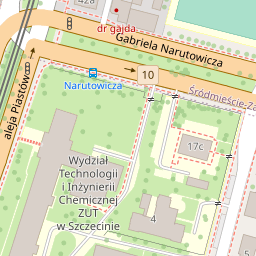 42a
dr gajda
Gabriela Narutowicza
10
Narutowicza
Śródmieście-Za
aleja Piastów
17c
Wydział
Technologii
i Inżynierii
Chemicznej
ZUT
w Szczecinie
4